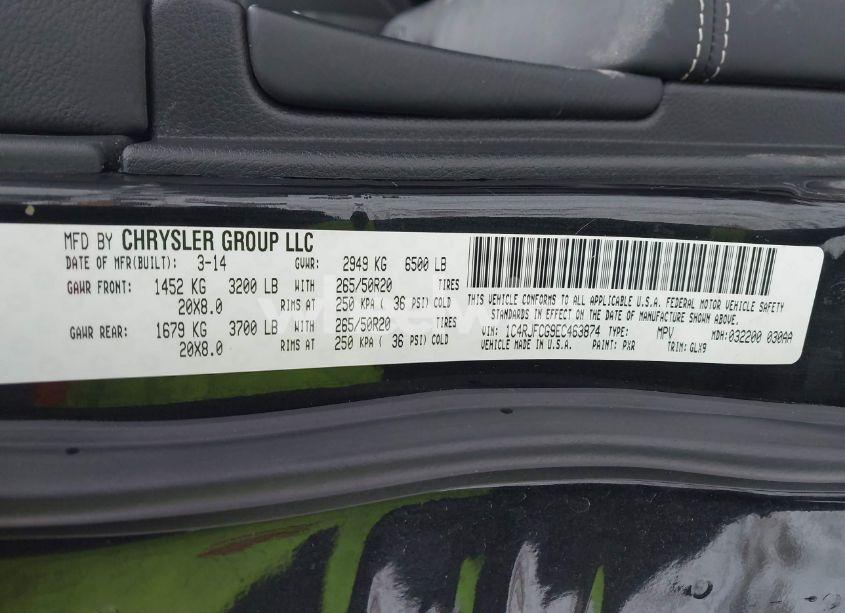 MFD BY CHRYSLER GROUP LLC
DATE OF MFR(BUILT): 3-14 GVWR: 2949 KG 6500 LB
GAWR FRONT: 1452 KG 3200 LB WITH 265/50R20 TIRES
20X8.0 RIMS AT 250 KPA ( 36 PSI) COLD
GAWR REAR: 1679 KG 3700 LB WITH 265/50R20 TIRES
20X8.0 RIMS AT 250 KPA ( 36 PSI) COLD
THIS VEHICLE CONFORMS TO ALL APPLICABLE U.S.A. FEDERAL MOTOR VEHICLE SAFETY
STANDARDS IN EFFECT ON THE DATE OF MANUFACTURE SHOWN ABOVE.
VIN: 1C4RJFCG9EC463874 TYPE: MPV MDH: 032200 030AA
VEHICLE MADE IN U.S.A. PAINT: PXR TRIM: GLX9